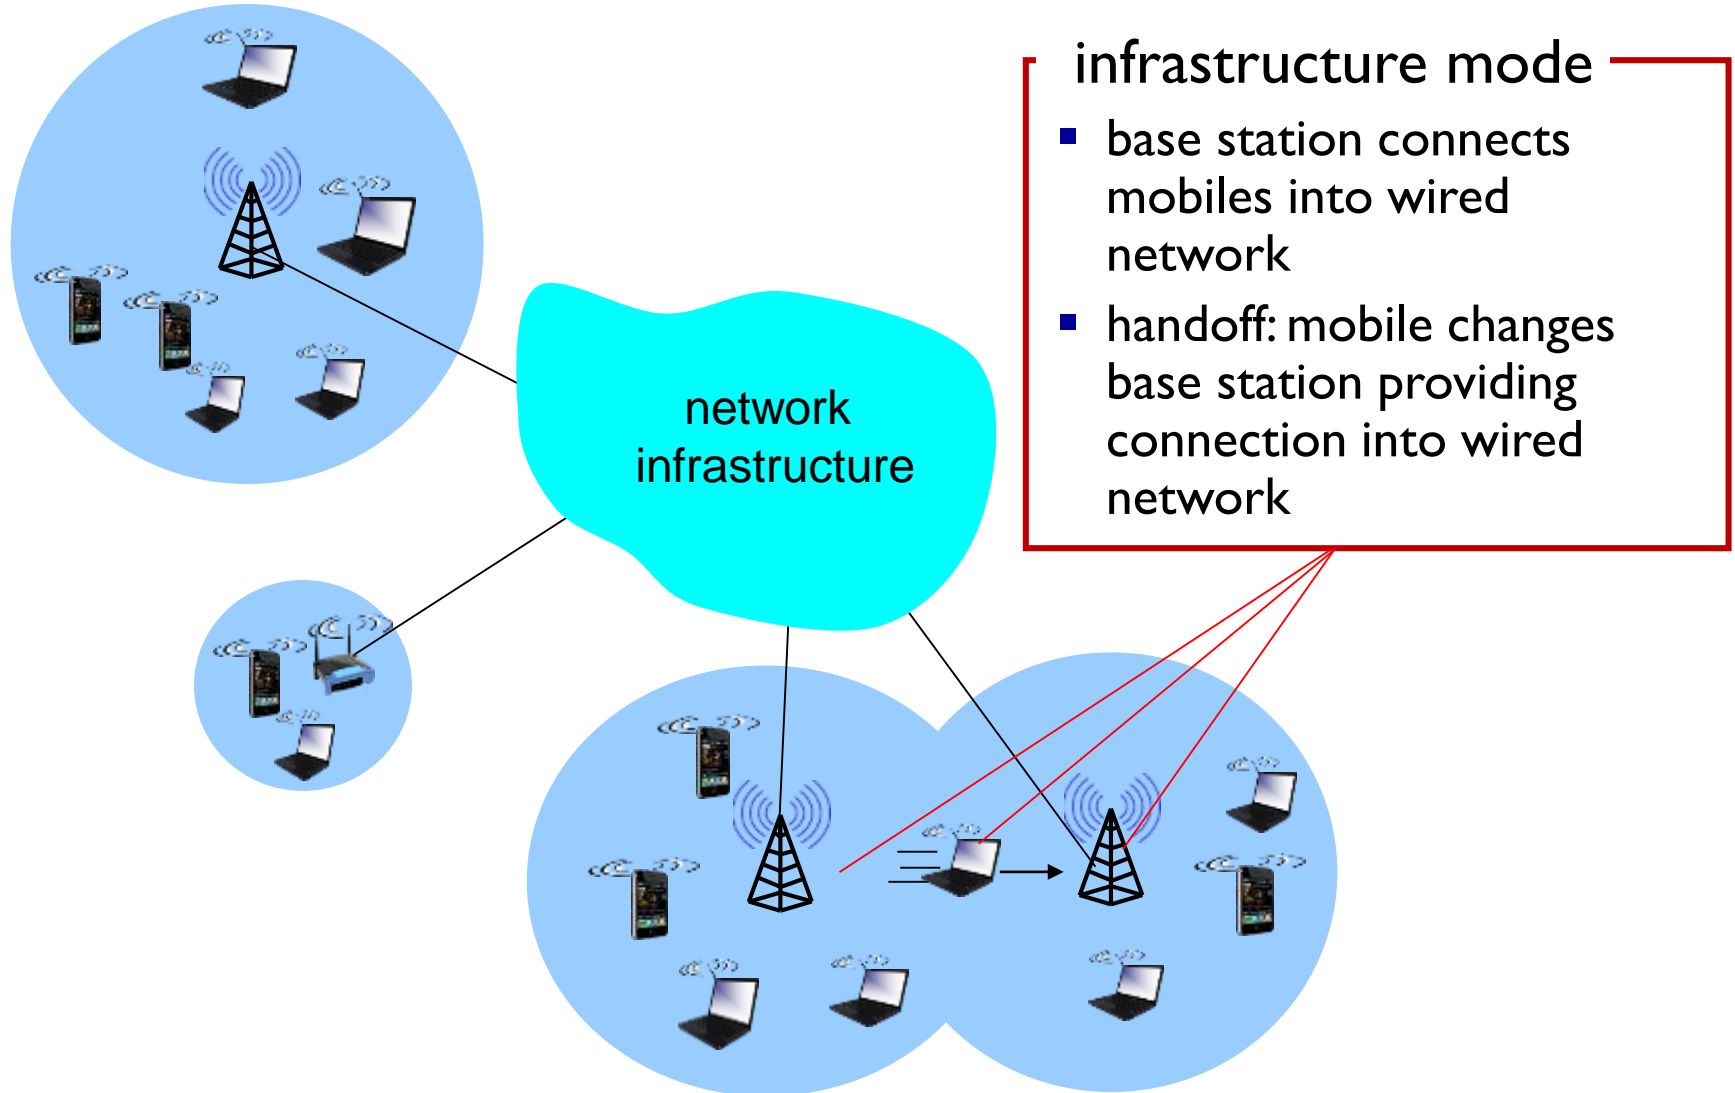 infrastructure mode
▪ base station connects
mobiles into wired
network
▪ handoff: mobile changes
base station providing
connection into wired
network
network
infrastructure